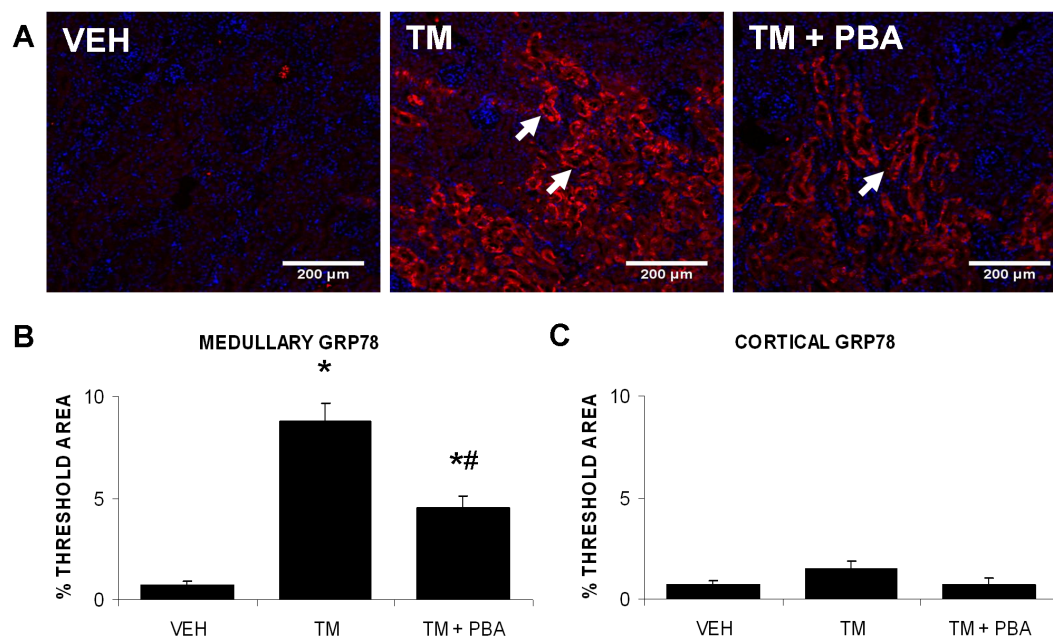 A
VEH
TM
TM + PBA
200 µm
200 µm
200 µm
B
MEDULLARY GRP78
% THRESHOLD AREA
10
5
0
*
*#
VEH
TM
TM + PBA
C
CORTICAL GRP78
% THRESHOLD AREA
10
5
0
VEH
TM
TM + PBA